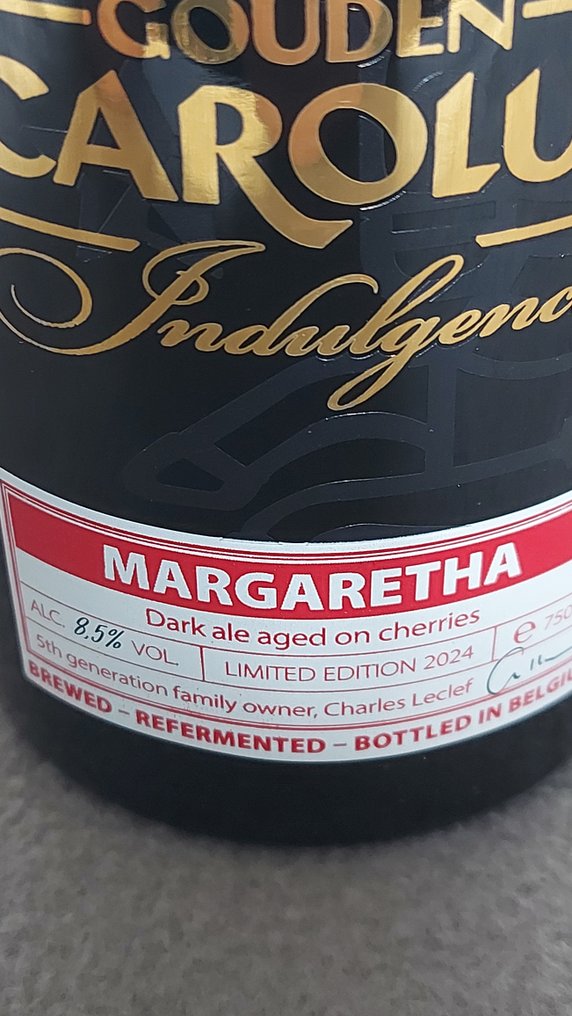 GOUDEN
CAROLU
Indulgenc
MARGARETHA
Dark ale aged on cherries
ALC. 8.5% VOL. LIMITED EDITION 2024 e 750
5th generation family owner, Charles Leclef
BREWED – REFERMENTED – BOTTLED IN BELGIU